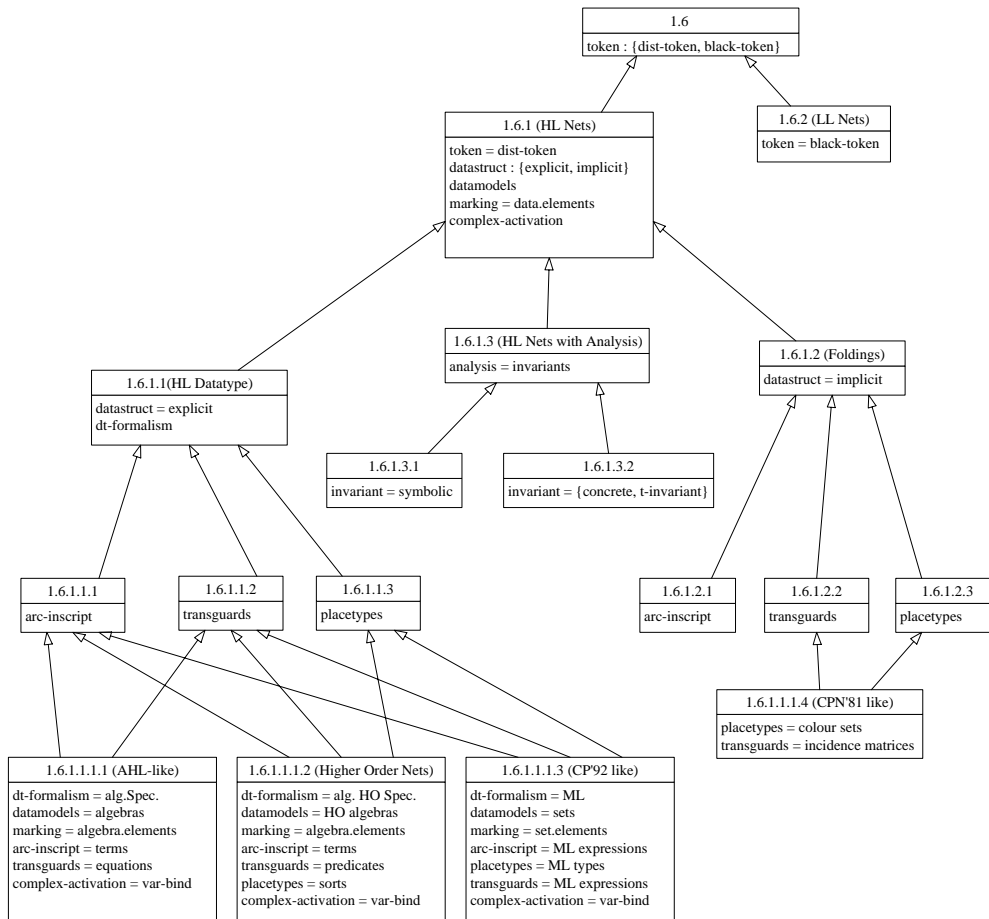 1.6
token : {dist-token, black-token}
1.6.1 (HL Nets)
token = dist-token
datastruct : {explicit, implicit}
datamodels
marking = data.elements
complex-activation
1.6.2 (LL Nets)
token = black-token
1.6.1.1(HL Datatype)
datastruct = explicit
dt-formalism
1.6.1.3 (HL Nets with Analysis)
analysis = invariants
1.6.1.2 (Foldings)
datastruct = implicit
1.6.1.3.1
invariant = symbolic
1.6.1.3.2
invariant = {concrete, t-invariant}
1.6.1.1.1
arc-inscript
1.6.1.1.2
transguards
1.6.1.1.3
placetypes
1.6.1.2.1
arc-inscript
1.6.1.2.2
transguards
1.6.1.2.3
placetypes
1.6.1.1.1.4 (CPN'81 like)
placetypes = colour sets
transguards = incidence matrices
1.6.1.1.1.1 (AHL-like)
dt-formalism = alg.Spec.
datamodels = algebras
marking = algebra.elements
arc-inscript = terms
transguards = equations
complex-activation = var-bind
1.6.1.1.1.2 (Higher Order Nets)
dt-formalism = alg. HO Spec.
datamodels = HO algebras
marking = algebra.elements
arc-inscript = terms
transguards = predicates
placetypes = sorts
complex-activation = var-bind
1.6.1.1.1.3 (CP'92 like)
dt-formalism = ML
datamodels = sets
marking = set.elements
arc-inscript = ML expressions
placetypes = ML types
transguards = ML expressions
complex-activation = var-bind